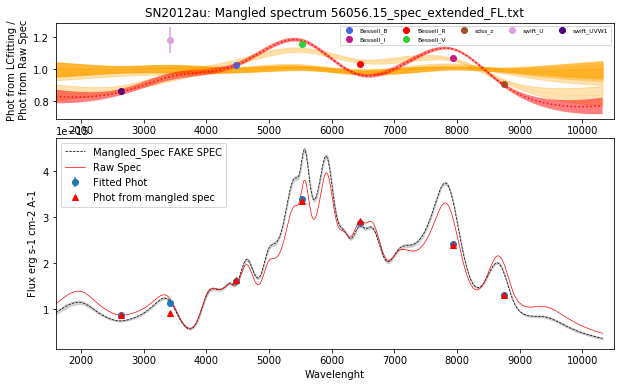 SN2012au: Mangled spectrum 56056.15_spec_extended_FL.txt
Phot from LCfitting /
Phot from Raw Spec
1.2
1.0
0.8
Bessell_B
Bessell_I
Bessell_R
Bessell_V
sdss_z
swift_U
swift_UVW1
2000 3000 4000 5000 6000 7000 8000 9000 10000
Mangled_Spec FAKE SPEC
Raw Spec
Fitted Phot
Phot from mangled spec
Flux erg s-1 cm-2 A-1
4
3
2
1
2000 3000 4000 5000 6000 7000 8000 9000 10000
Wavelenght